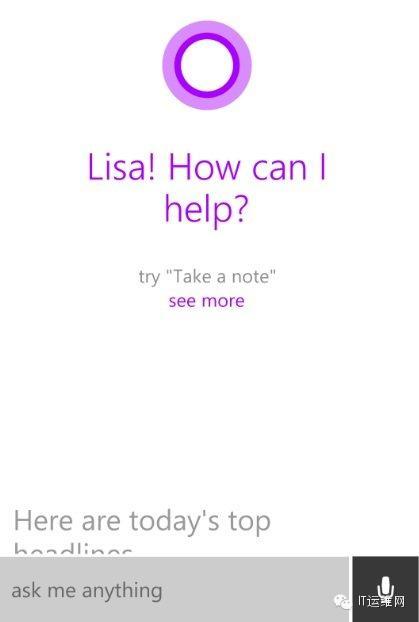 Lisa! How can I
help?
try "Take a note"
see more
Here are today's top
headlines
ask me anything
IT运维网